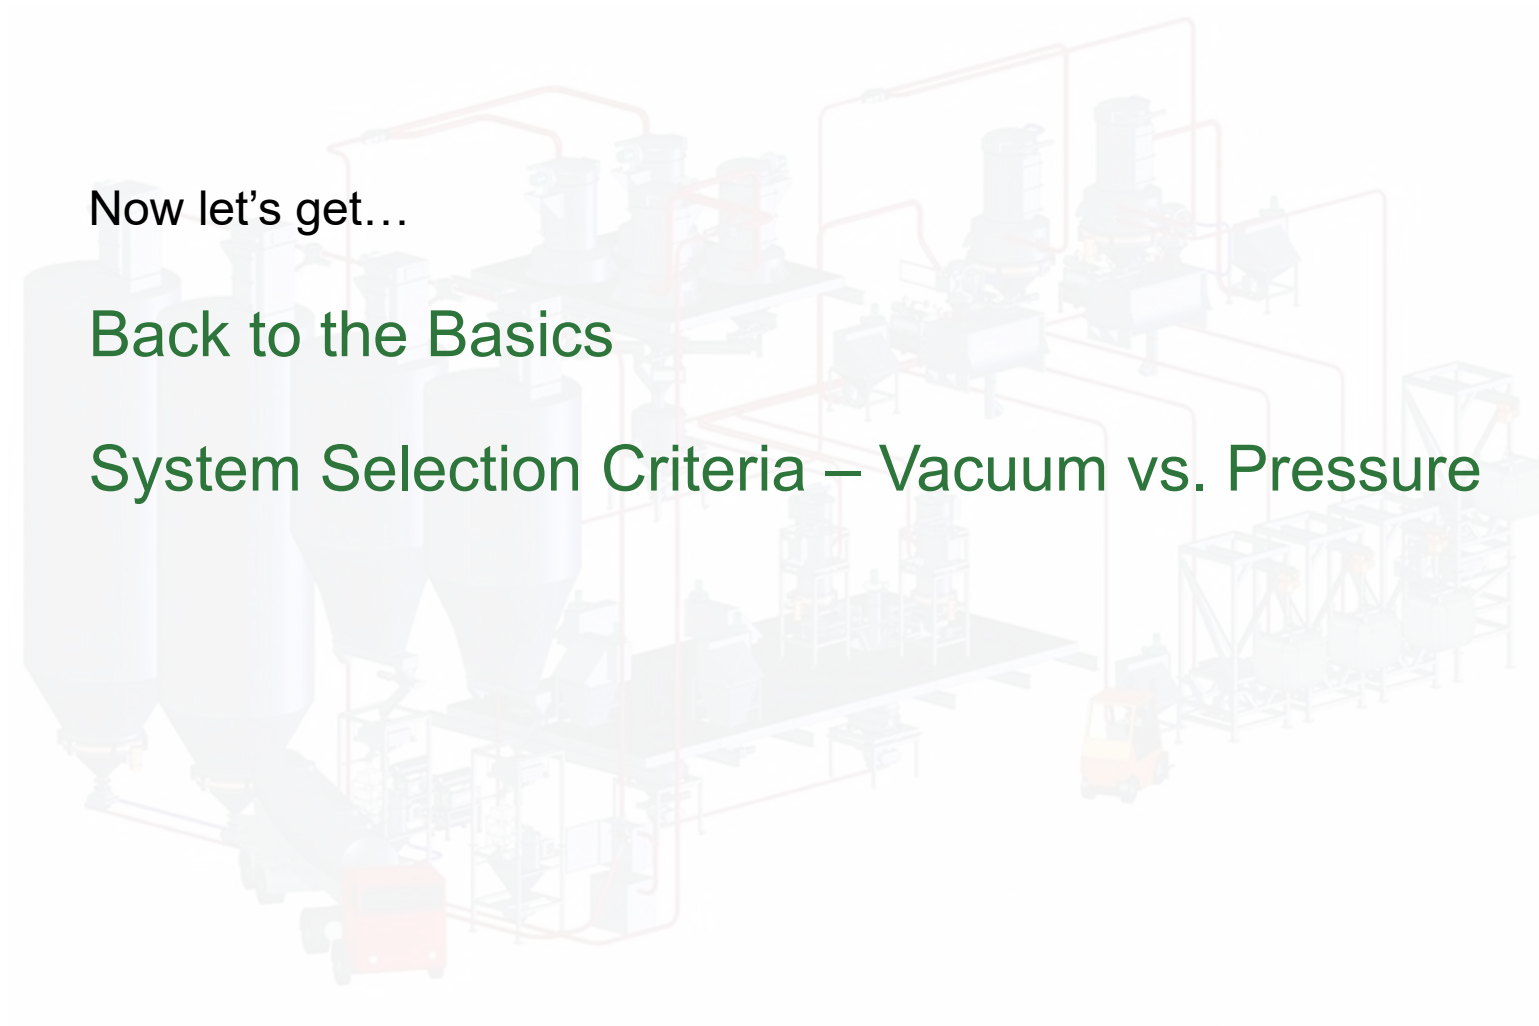 Now let’s get…
Back to the Basics
System Selection Criteria – Vacuum vs. Pressure